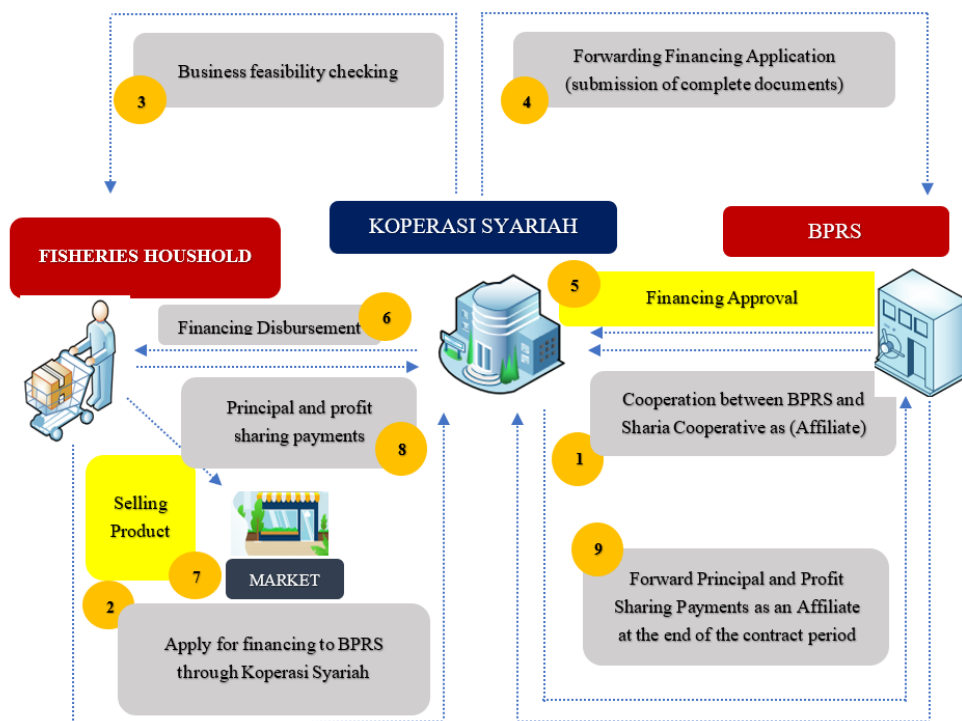 Business feasibility checking
3
Forwarding Financing Application
(submission of complete documents)
4
FISHERIES HOUSHOLD
KOPERASI SYARIAH
BPRS
5
Financing Approval
Financing Disbursement
6
Principal and profit
sharing payments
8
Cooperation between BPRS and
Sharia Cooperative as (Affiliate)
1
Selling
Product
7
MARKET
2
Apply for financing to BPRS
through Koperasi Syariah
9
Forward Principal and Profit
Sharing Payments as an Affiliate
at the end of the contract period